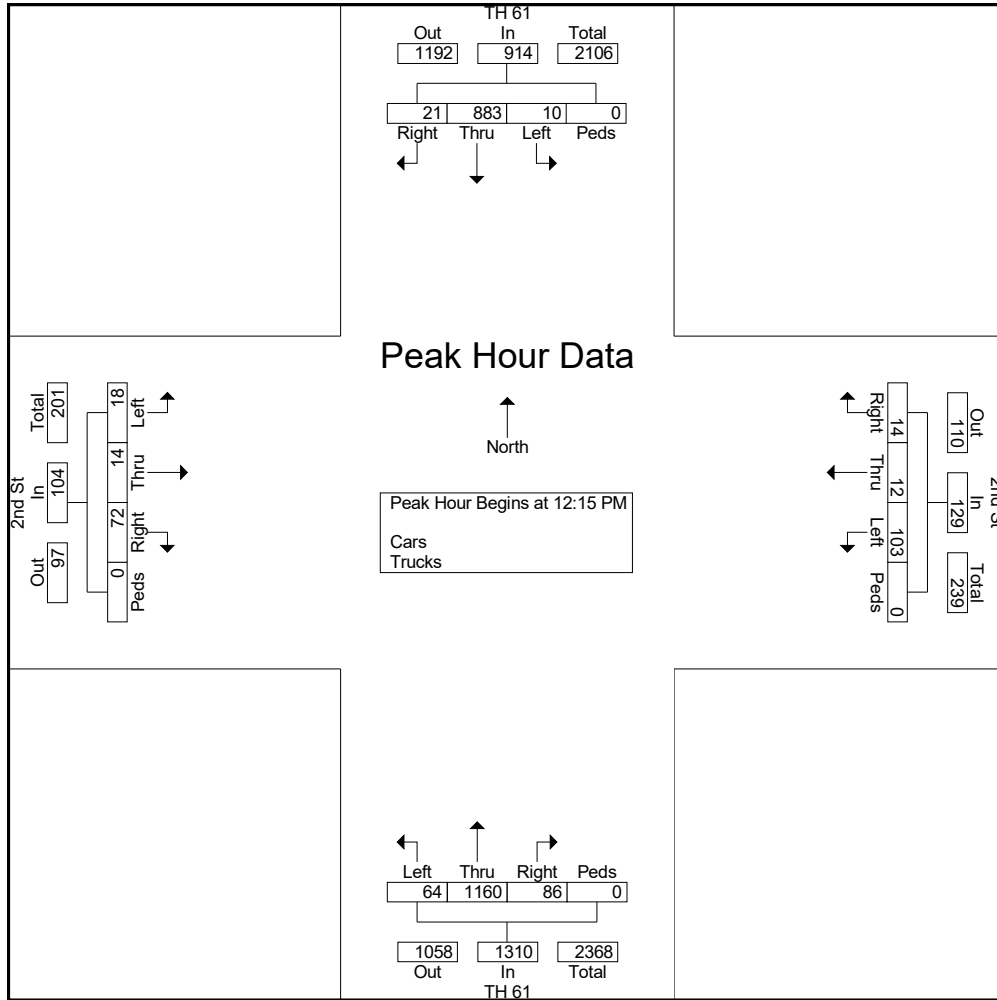 TH 61
Out In Total
1192 914 2106
21 883 10 0
Right Thru Left Peds
Peak Hour Data
North
Peak Hour Begins at 12:15 PM
Cars
Trucks
2nd St
Total In Out
201 104 97
18 14 72 0
Left Thru Right Peds
Right Thru Left Peds
14 12 103 0
110 129 239
Out In Total
2nd St
Left Thru Right Peds
64 1160 86 0
1058 1310 2368
Out In Total
TH 61